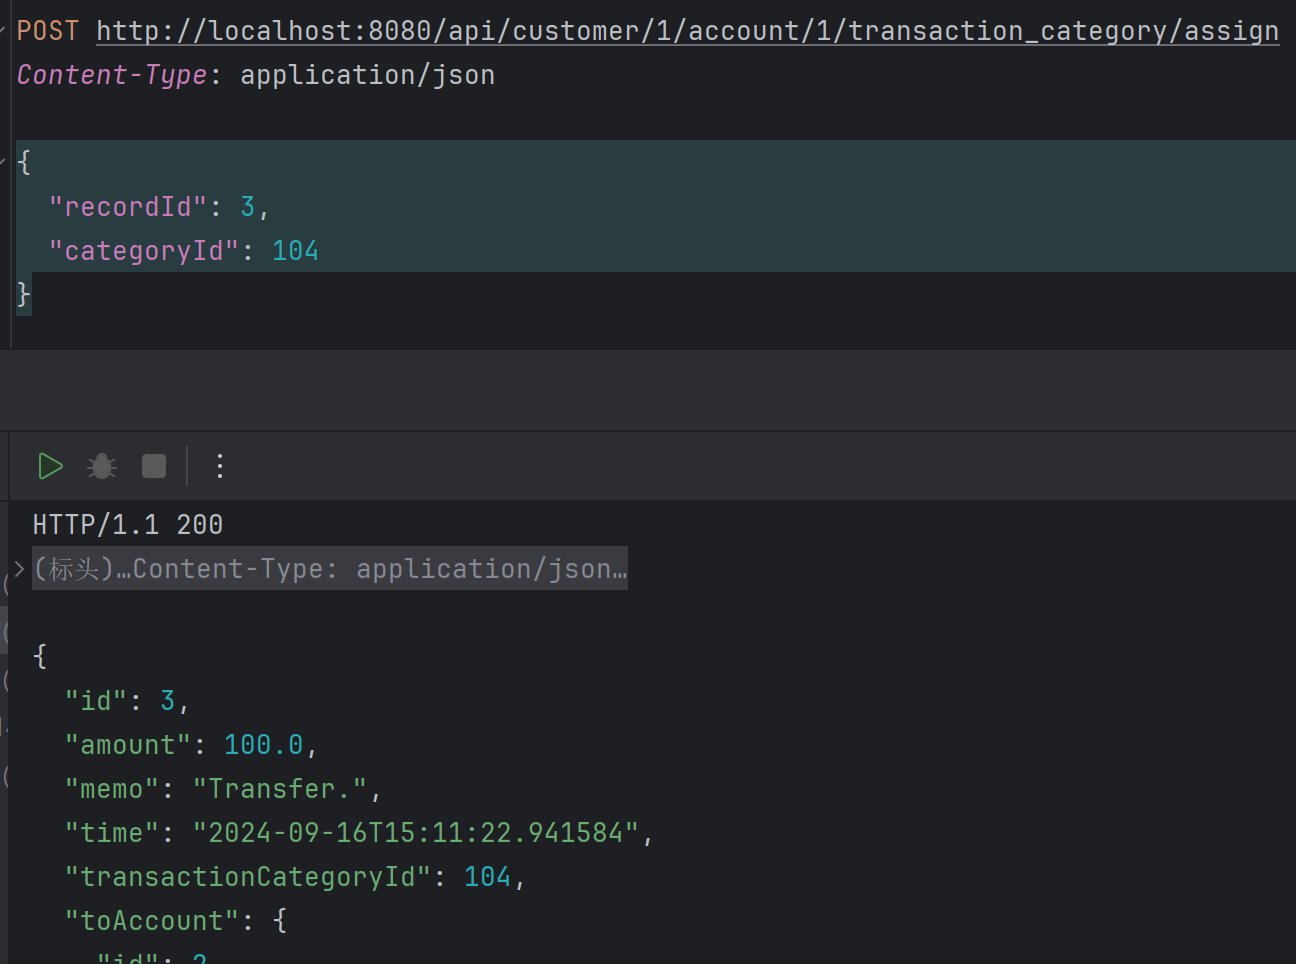 POST http://localhost:8080/api/customer/1/account/1/transaction_category/assign
Content-Type: application/json
{
"recordId": 3,
"categoryId": 104
}
HTTP/1.1 200
(标头)…Content-Type: application/json…
{
"id": 3,
"amount": 100.0,
"memo": "Transfer.",
"time": "2024-09-16T15:11:22.941584",
"transactionCategoryId": 104,
"toAccount": {
"id": 2